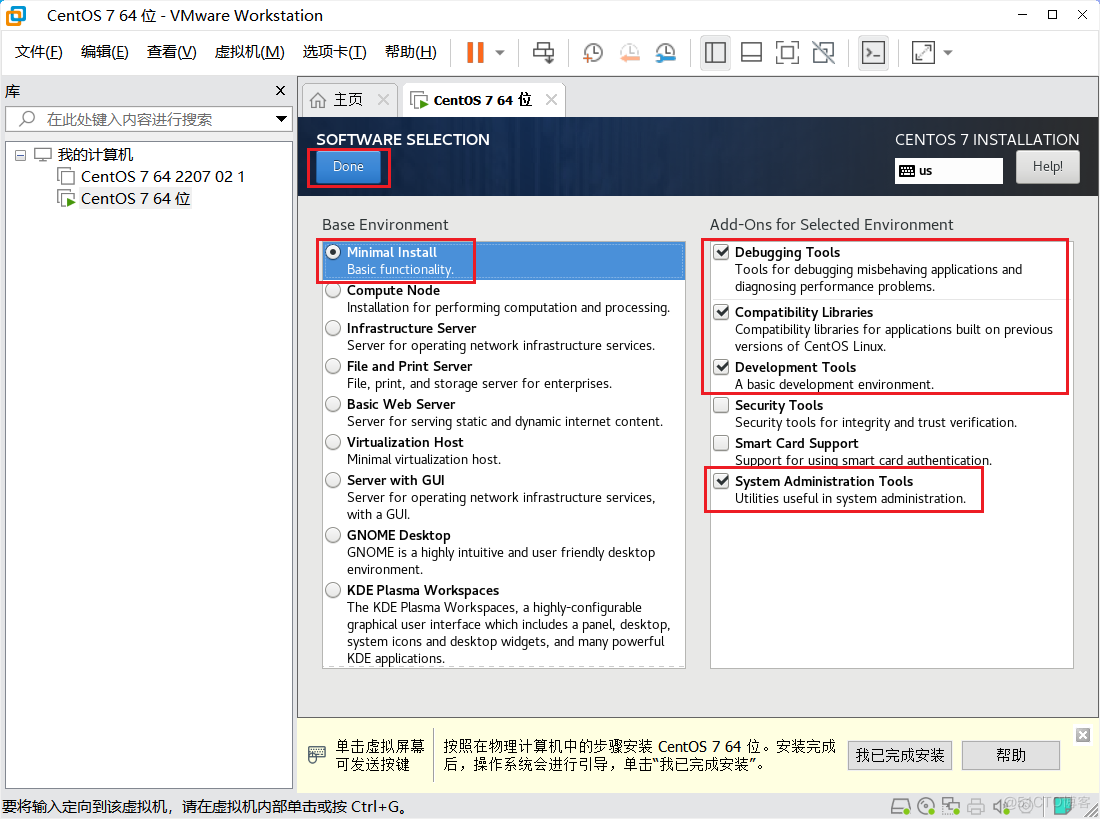 CentOS 7 64 位 - VMware Workstation
文件(F) 编辑(E) 查看(V) 虚拟机(M) 选项卡(T) 帮助(H)
库
在此处键入内容进行搜索
我的计算机
CentOS 7 64 2207 02 1
CentOS 7 64 位
主页
CentOS 7 64 位
SOFTWARE SELECTION
Done
CENTOS 7 INSTALLATION
us
Help!
Base Environment
Minimal Install
Basic functionality.
Compute Node
Installation for performing computation and processing.
Infrastructure Server
Server for operating network infrastructure services.
File and Print Server
File, print, and storage server for enterprises.
Basic Web Server
Server for serving static and dynamic internet content.
Virtualization Host
Minimal virtualization host.
Server with GUI
Server for operating network infrastructure services,
with a GUI.
GNOME Desktop
GNOME is a highly intuitive and user friendly desktop
environment.
KDE Plasma Workspaces
The KDE Plasma Workspaces, a highly-configurable
graphical user interface which includes a panel, desktop,
system icons and desktop widgets, and many powerful
KDE applications.
Add-Ons for Selected Environment
Debugging Tools
Tools for debugging misbehaving applications and
diagnosing performance problems.
Compatibility Libraries
Compatibility libraries for applications built on previous
versions of CentOS Linux.
Development Tools
A basic development environment.
Security Tools
Security tools for integrity and trust verification.
Smart Card Support
Support for using smart card authentication.
System Administration Tools
Utilities useful in system administration.
单击虚拟屏幕
可发送按键
按照在物理计算机中的步骤安装 CentOS 7 64 位。安装完成
后，操作系统会进行引导，单击“我已完成安装”。
我已完成安装
帮助
要将输入定向到该虚拟机，请在虚拟机内部单击或按 Ctrl+G。
@51CTO博客